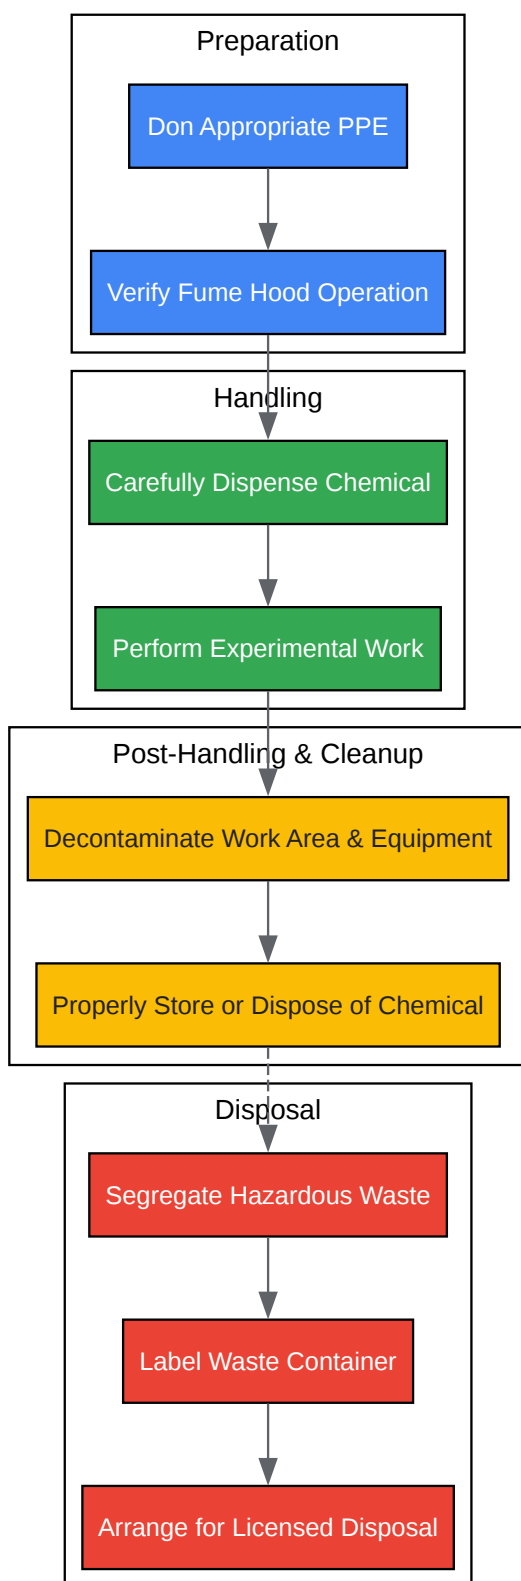 Preparation
Don Appropriate PPE
Verify Fume Hood Operation
Handling
Carefully Dispense Chemical
Perform Experimental Work
Post-Handling & Cleanup
Decontaminate Work Area & Equipment
Properly Store or Dispose of Chemical
Disposal
Segregate Hazardous Waste
Label Waste Container
Arrange for Licensed Disposal